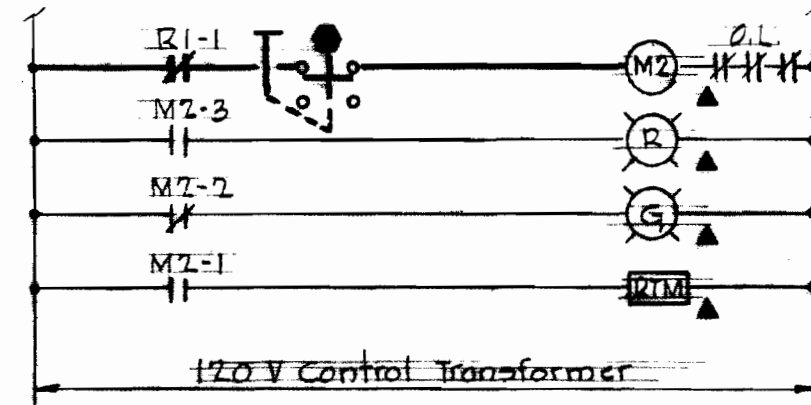 R1-1
O.L.
M2
M2-3
R
M2-2
G
M2-1
RTM
120 V Control Transformer